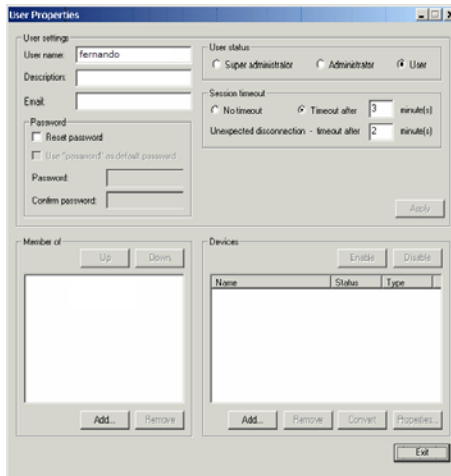 User Properties
User settings
User name: fernando
Description:
Email:
Password
Reset password
Use "password" as default password
Password:
Confirm password:
User status
Super administrator Administrator User
Session timeout
No timeout Timeout after 3 minute(s)
Unexpected disconnection - timeout after 2 minute(s)
Apply
Member of
Up Down
Add... Remove
Devices
Enable Disable
Name Status Type
Add... Remove Convert Properties...
Exit